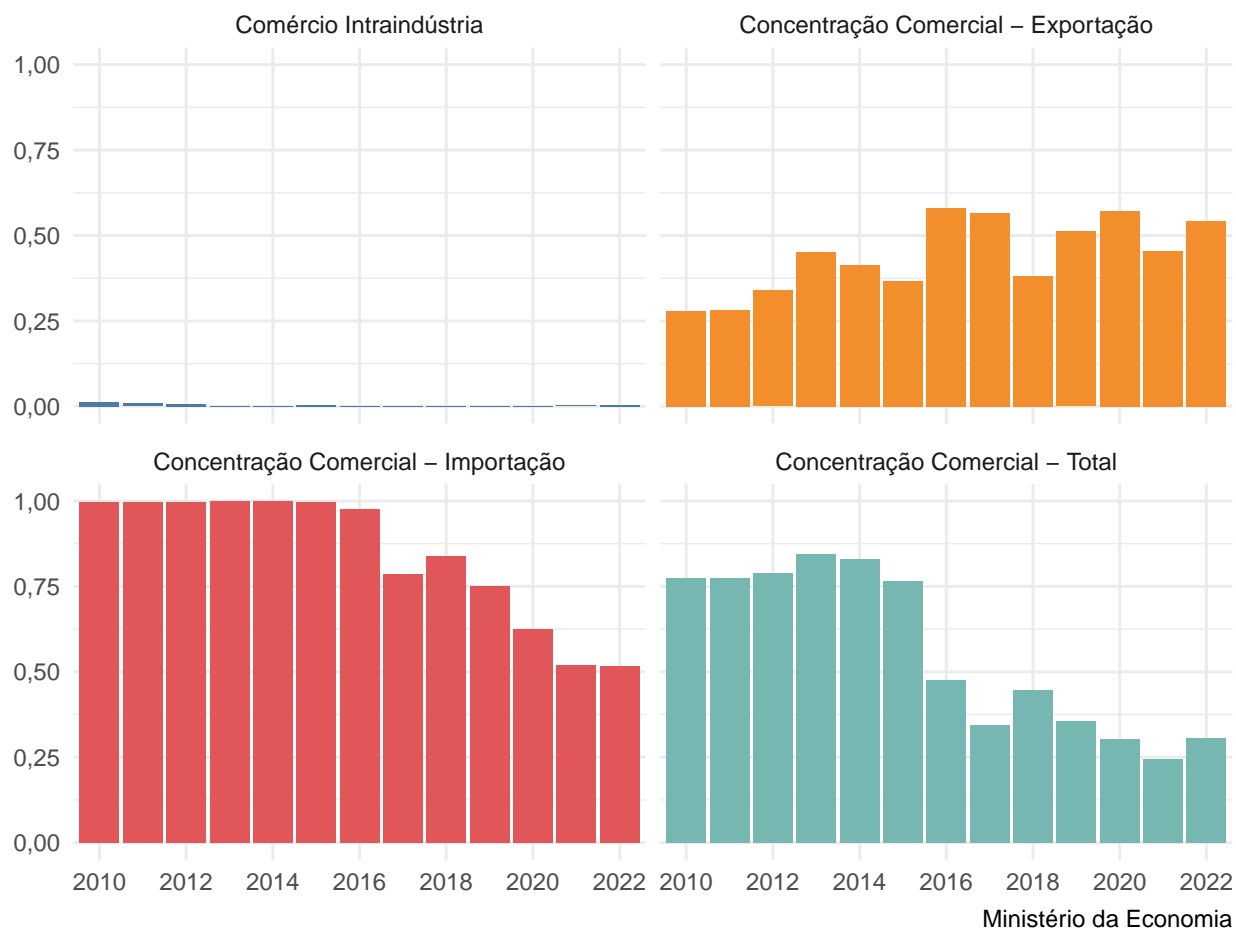 Comércio Intraindústria
Concentração Comercial – Exportação
1,00
0,75
0,50
0,25
0,00
Concentração Comercial – Importação
Concentração Comercial – Total
1,00
0,75
0,50
0,25
0,00
2010 2012 2014 2016 2018 2020 2022
2010 2012 2014 2016 2018 2020 2022
Ministério da Economia